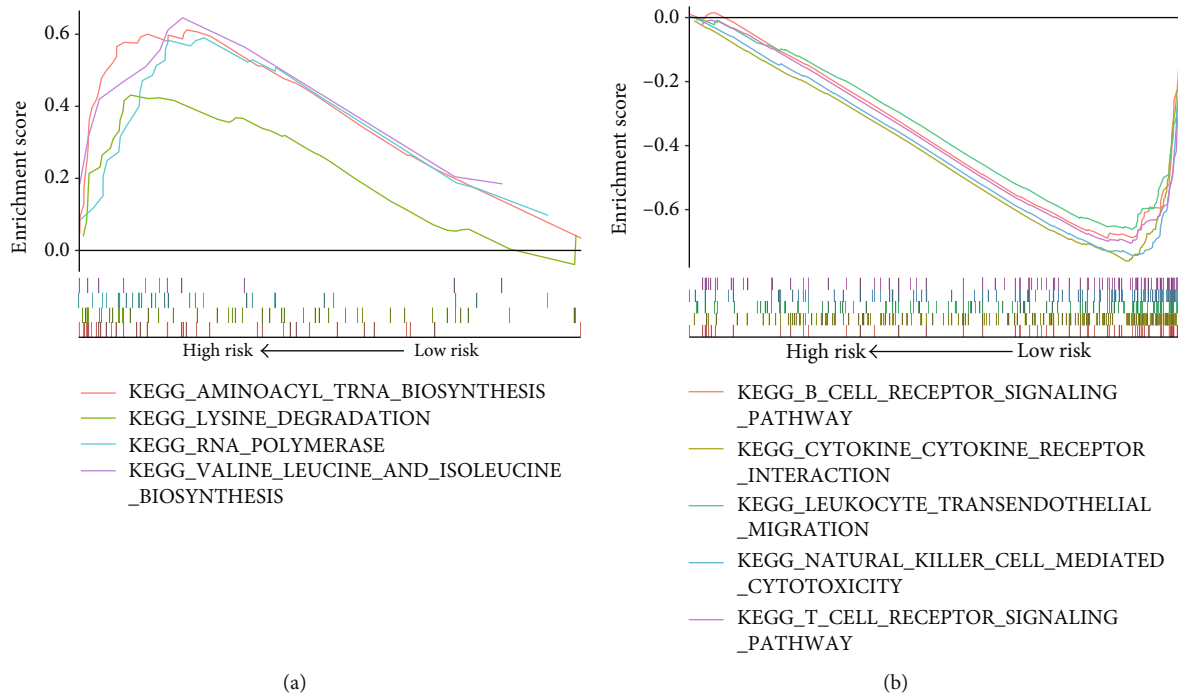 0.6
0.4
0.2
0.0
Enrichment score
High risk
Low risk
KEGG_AMINOACYL_TRNA_BIOSYNTHESIS
KEGG_LYSINE_DEGRADATION
KEGG_RNA_POLYMERASE
KEGG_VALINE_LEUCINE_AND_ISOLEUCINE
_BIOSYNTHESIS
(a)
0.0
−0.2
−0.4
−0.6
Enrichment score
High risk
Low risk
KEGG_B_CELL_RECEPTOR_SIGNALING
_PATHWAY
KEGG_CYTOKINE_CYTOKINE_RECEPTOR
_INTERACTION
KEGG_LEUKOCYTE_TRANSENDOTHELIAL
_MIGRATION
KEGG_NATURAL_KILLER_CELL_MEDIATED
_CYTOTOXICITY
KEGG_T_CELL_RECEPTOR_SIGNALING
_PATHWAY
(b)